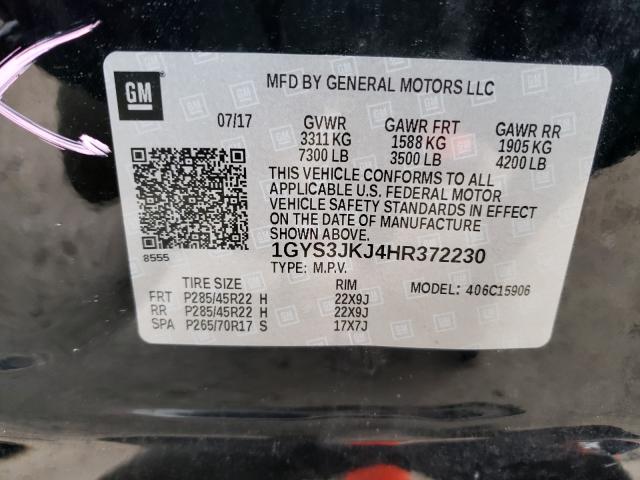 GM
MFD BY GENERAL MOTORS LLC
07/17 GVWR GAWR FRT GAWR RR
3311 KG 1588 KG 1905 KG
7300 LB 3500 LB 4200 LB
THIS VEHICLE CONFORMS TO ALL
APPLICABLE U.S. FEDERAL MOTOR
VEHICLE SAFETY STANDARDS IN EFFECT
ON THE DATE OF MANUFACTURE
SHOWN ABOVE.
8555
1GYS3JKJ4HR372230
TYPE: M.P.V.
TIRE SIZE RIM MODEL: 406C15906
FRT P285/45R22 H 22X9J
RR P285/45R22 H 22X9J
SPA P265/70R17 S 17X7J